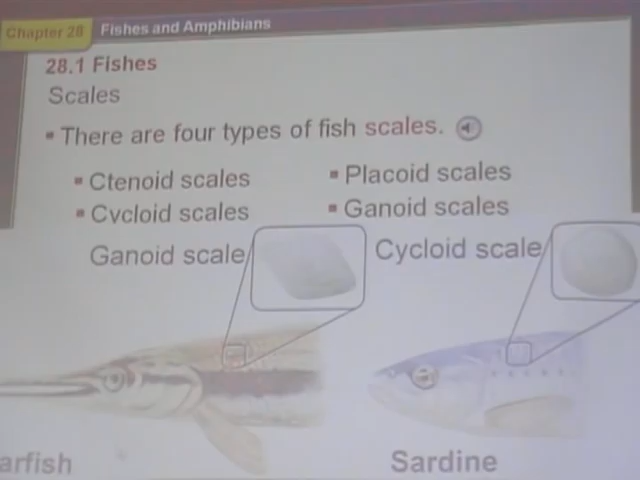 Chapter 28 Fishes and Amphibians
28.1 Fishes
Scales
There are four types of fish scales.
Ctenoid scales
Placoid scales
Cycloid scales
Ganoid scales
Ganoid scale
Cycloid scale
arfish
Sardine